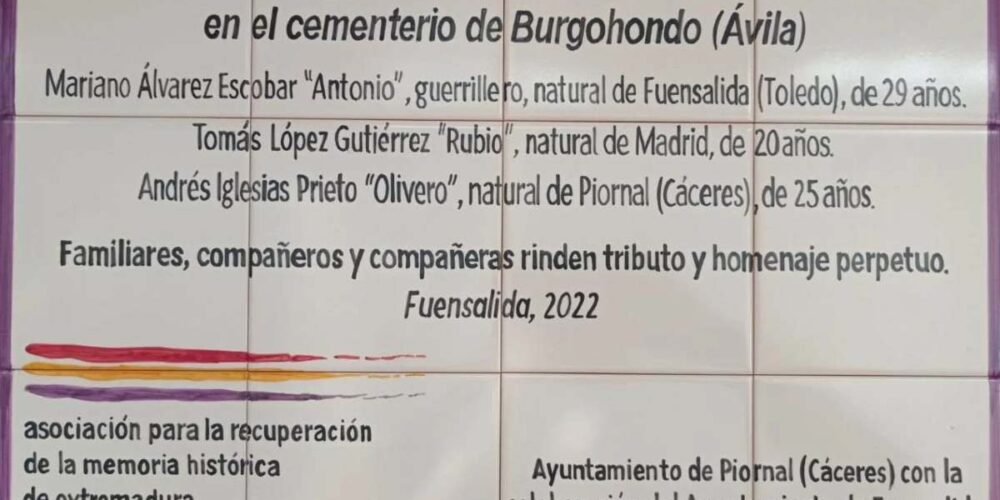 en el cementerio de Burgohondo (Ávila)
Mariano Álvarez Escobar "Antonio", guerrillero, natural de Fuensalida (Toledo), de 29 años.
Tomás López Gutiérrez "Rubio", natural de Madrid, de 20 años.
Andrés Iglesias Prieto "Olivero", natural de Piornal (Cáceres), de 25 años.
Familiares, compañeros y compañeras rinden tributo y homenaje perpetuo.
Fuensalida, 2022
asociación para la recuperación
de la memoria histórica
de extremadura
Ayuntamiento de Piornal (Cáceres) con la